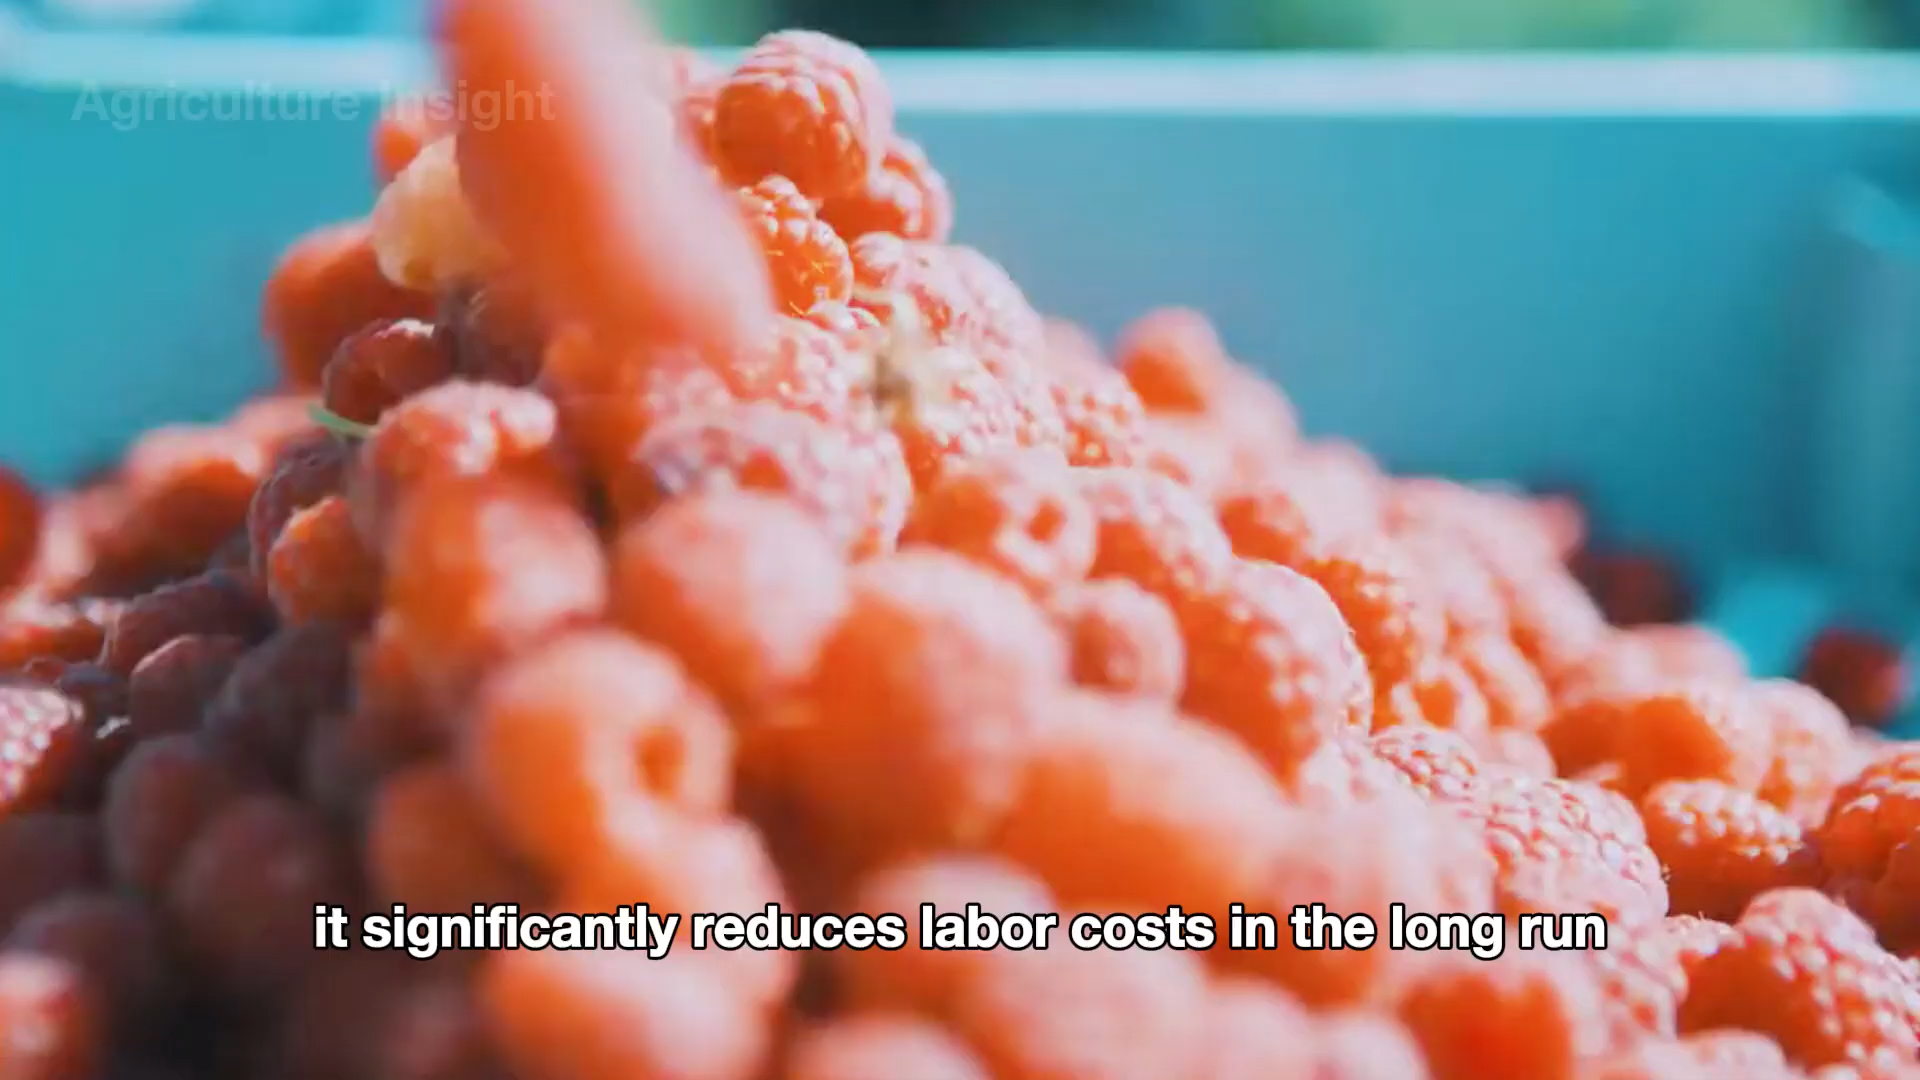 Agriculture Insight
it significantly reduces labor costs in the long run